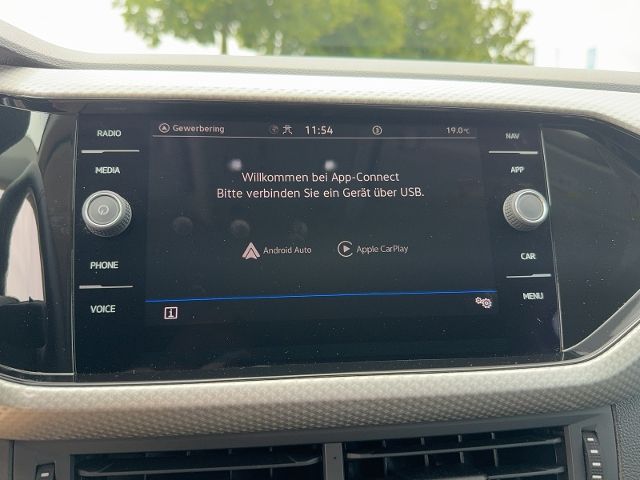 RADIO
MEDIA
PHONE
VOICE
Gewerbering 11:54 3 19.0°C
Willkommen bei App-Connect
Bitte verbinden Sie ein Gerät über USB.
Android Auto Apple CarPlay
i
NAV
APP
CAR
MENU